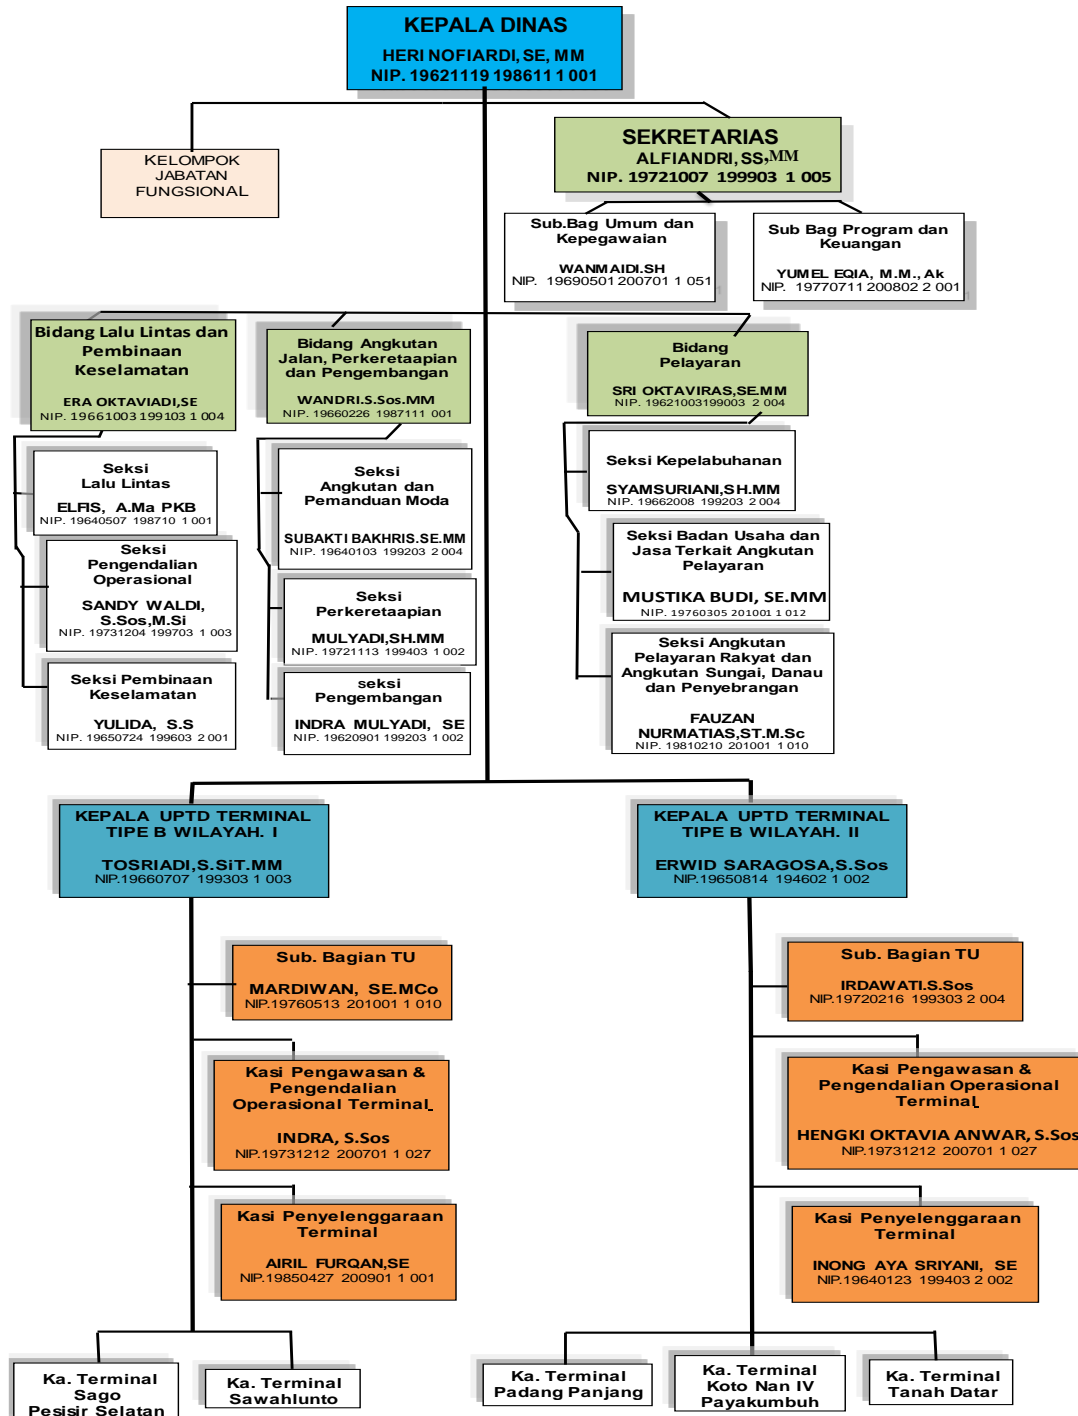 KEPALA DINAS
HERI NOFIARDI, SE, MM
NIP. 19621119 198611 1 001
KELOMPOK
JABATAN
FUNGSIONAL
SEKRETARIAS
ALFIANDRI, SS, MM
NIP. 19721007 199903 1 005
Sub.Bag Umum dan
Kepegawaian
WANMAIDI.SH
NIP. 19690501 200701 1 051
Sub Bag Program dan
Keuangan
YUMEL EQIA, M.M., Ak
NIP. 19770711 200802 2 001
Bidang Lalu Lintas dan
Pembinaan
Keselamatan
ERA OKTAVIADI,SE
NIP. 19661003 199103 1 004
Bidang Angkutan
Jalan, Perkeretaapian
dan Pengembangan
WANDRI.S.Sos.MM
NIP. 19660226 1987111 001
Bidang
Pelayaran
SRI OKTAVIRAS,SE.MM
NIP. 19621003199003 2 004
Seksi
Lalu Lintas
ELFIS, A.Ma PKB
NIP. 19640507 198710 1 001
Seksi
Pengendalian
Operasional
SANDY WALDI,
S.Sos,M.Si
NIP. 19731204 199703 1 003
Seksi Pembinaan
Keselamatan
YULIDA, S.S
NIP. 19650724 199603 2 001
Seksi
Angkutan dan
Pemanduan Moda
SUBAKTI BAKHRIS.SE.MM
NIP. 19640103 199203 2 004
Seksi
Perkeretaapian
MULYADI,SH.MM
NIP. 19721113 199403 1 002
seksi
Pengembangan
INDRA MULYADI, SE
NIP. 19620901 199203 1 002
Seksi Kepelabuhanan
SYAMSURIANI,SH.MM
NIP. 19662008 199203 2 004
Seksi Badan Usaha dan
Jasa Terkait Angkutan
Pelayaran
MUSTIKA BUDI, SE.MM
NIP. 19760305 201001 1 012
Seksi Angkutan
Pelayaran Rakyat dan
Angkutan Sungai, Danau
dan Penyebrangan
FAUZAN
NURMATIAS,ST.M.Sc
NIP. 19810210 201001 1 010
KEPALA UPTD TERMINAL
TIPE B WILAYAH. I
TOSRIADI,S.SiT.MM
NIP.19660707 199303 1 003
KEPALA UPTD TERMINAL
TIPE B WILAYAH. II
ERWID SARAGOSA,S.Sos
NIP.19650814 194602 1 002
Sub. Bagian TU
MARDIWAN, SE.MCo
NIP.19760513 201001 1 010
Kasi Pengawasan &
Pengendalian
Operasional Terminal
INDRA, S.Sos
NIP.19731212 200701 1 027
Kasi Penyelenggaraan
Terminal
AIRIL FURQAN,SE
NIP.19850427 200901 1 001
Sub. Bagian TU
IRDAWATI.S.Sos
NIP.19720216 199303 2 004
Kasi Pengawasan &
Pengendalian Operasional
Terminal
HENGKI OKTAVIA ANWAR, S.Sos
NIP.19731212 200701 1 027
Kasi Penyelenggaraan
Terminal
INONG AYA SRIYANI, SE
NIP.19640123 199403 2 002
Ka. Terminal
Sago
Pesisir Selatan
Ka. Terminal
Sawahlunto
Ka. Terminal
Padang Panjang
Ka. Terminal
Koto Nan IV
Payakumbuh
Ka. Terminal
Tanah Datar